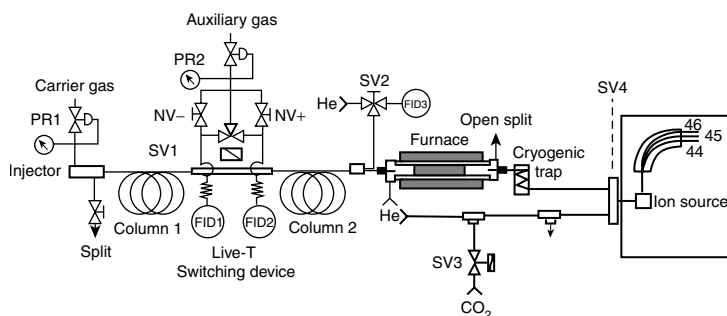 Auxiliary gas
PR2
Carrier gas
PR1
NV−
NV+
SV1
SV2
He
FID3
SV4
Open split
Furnace
Cryogenic
trap
46
45
44
Ion source
Injector
Split
Column 1
FID1
FID2
Column 2
Live-T
Switching device
He
SV3
CO2